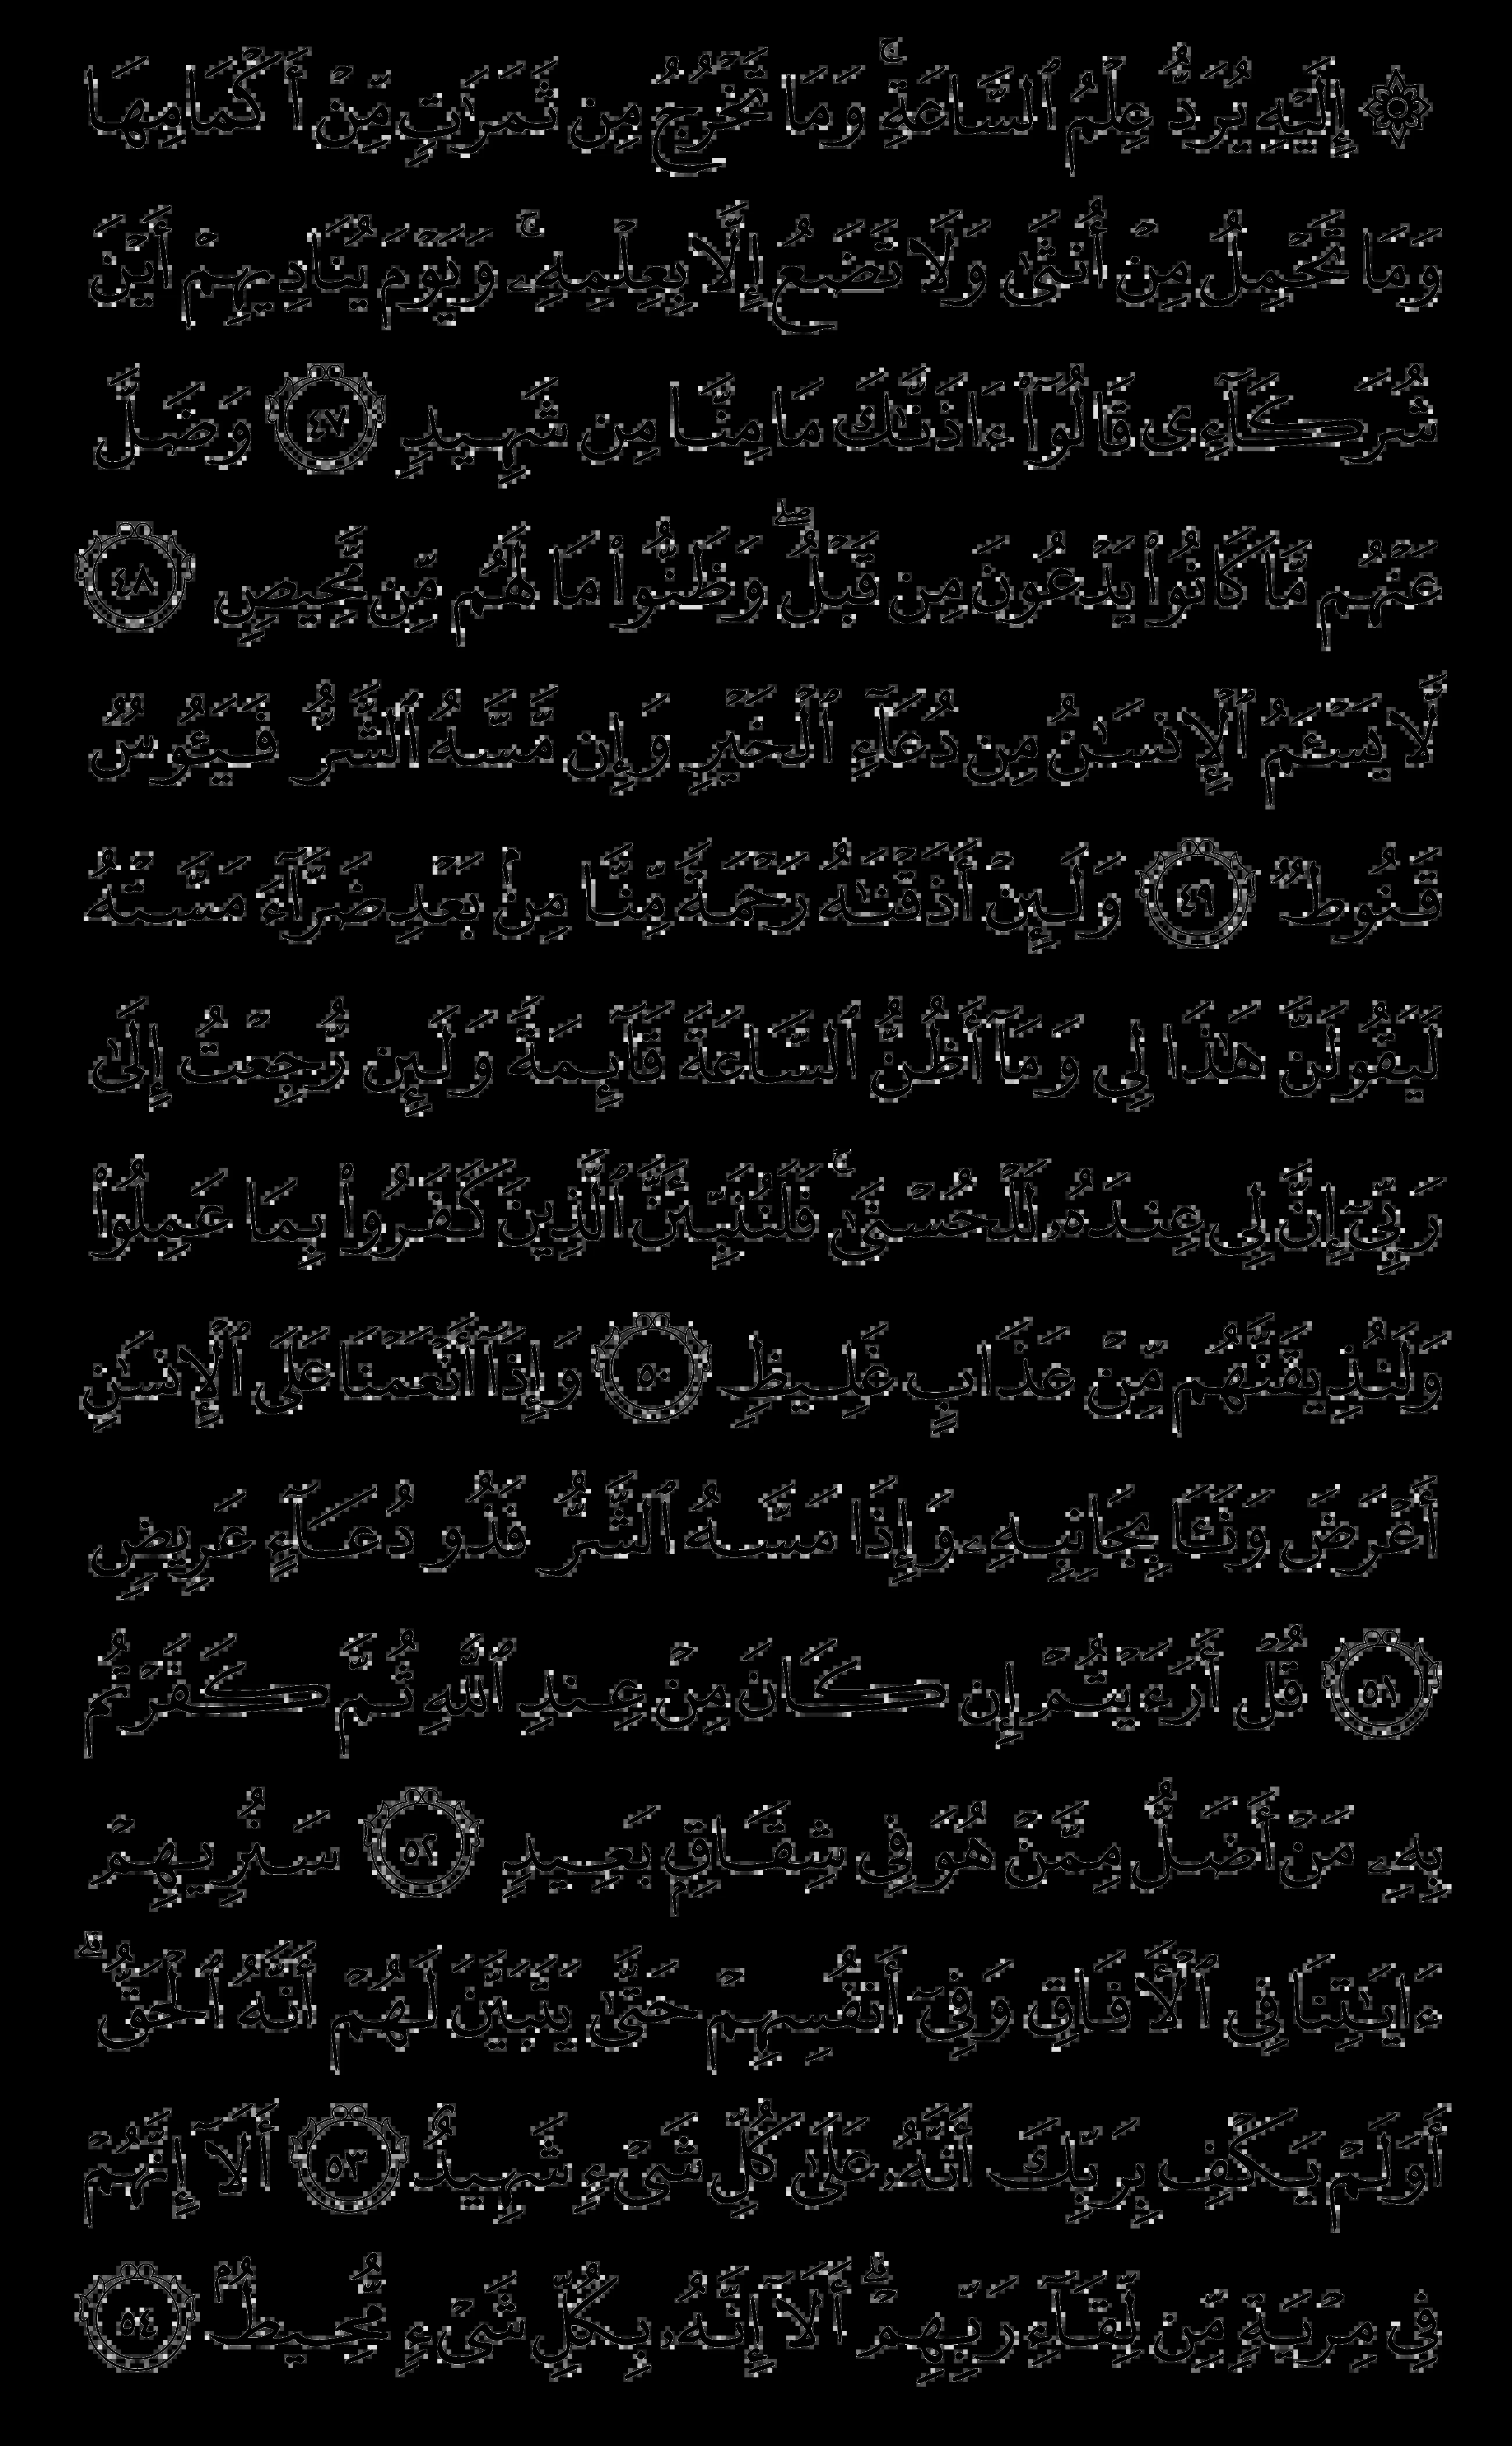 ۞ إِلَيْهِ يُرَدُّ عِلْمُ ٱلسَّاعَةِ ۚ وَمَا تَخْرُجُ مِن ثَمَرَٰتٍ مِّنْ أَكْمَامِهَا
وَمَا تَحْمِلُ مِنْ أُنثَىٰ وَلَا تَضَعُ إِلَّا بِعِلْمِهِۦ ۚ وَيَوْمَ يُنَادِيهِمْ أَيْنَ
شُرَكَآءِى قَالُوٓا۟ ءَاذَنَّـٰكَ مَا مِنَّا مِن شَهِيدٍ ٤٧ وَضَلَّ
عَنْهُم مَّا كَانُوا۟ يَدْعُونَ مِن قَبْلُ ۖ وَظَنُّوا۟ مَا لَهُم مِّن مَّحِيصٍ ٤٨
لَّا يَسْـَٔمُ ٱلْإِنسَـٰنُ مِن دُعَآءِ ٱلْخَيْرِ وَإِن مَّسَّهُ ٱلشَّرُّ فَيَـُٔوسٌ
قَنُوطٌ ٤٩ وَلَئِنْ أَذَقْنَـٰهُ رَحْمَةً مِّنَّا مِنۢ بَعْدِ ضَرَّآءَ مَسَّتْهُ
لَيَقُولَنَّ هَـٰذَا لِى وَمَآ أَظُنُّ ٱلسَّاعَةَ قَآئِمَةً وَلَئِن رُّجِعْتُ إِلَىٰ
رَبِّىٓ إِنَّ لِى عِندَهُۥ لَلْحُسْنَىٰ ۚ فَلَنُنَبِّئَنَّ ٱلَّذِينَ كَفَرُوا۟ بِمَا عَمِلُوا۟
وَلَنُذِيقَنَّهُم مِّنْ عَذَابٍ غَلِيظٍ ٥٠ وَإِذَآ أَنْعَمْنَا عَلَى ٱلْإِنسَـٰنِ
أَعْرَضَ وَنَـَٔا بِجَانِبِهِۦ وَإِذَا مَسَّهُ ٱلشَّرُّ فَذُو دُعَآءٍ عَرِيضٍ
٥١ قُلْ أَرَءَيْتُمْ إِن كَانَ مِنْ عِندِ ٱللَّهِ ثُمَّ كَفَرْتُم
بِهِۦ مَنْ أَضَلُّ مِمَّنْ هُوَ فِى شِقَاقٍۭ بَعِيدٍ ٥٢ سَنُرِيهِمْ
ءَايَـٰتِنَا فِى ٱلْـَٔافَاقِ وَفِىٓ أَنفُسِهِمْ حَتَّىٰ يَتَبَيَّنَ لَهُمْ أَنَّهُ ٱلْحَقُّ ۗ
أَوَلَمْ يَكْفِ بِرَبِّكَ أَنَّهُۥ عَلَىٰ كُلِّ شَىْءٍ شَهِيدٌ ٥٣ أَلَآ إِنَّهُمْ
فِى مِرْيَةٍ مِّن لِّقَآءِ رَبِّهِمْ ۗ أَلَآ إِنَّهُۥ بِكُلِّ شَىْءٍ مُّحِيطٌۢ ٥٤